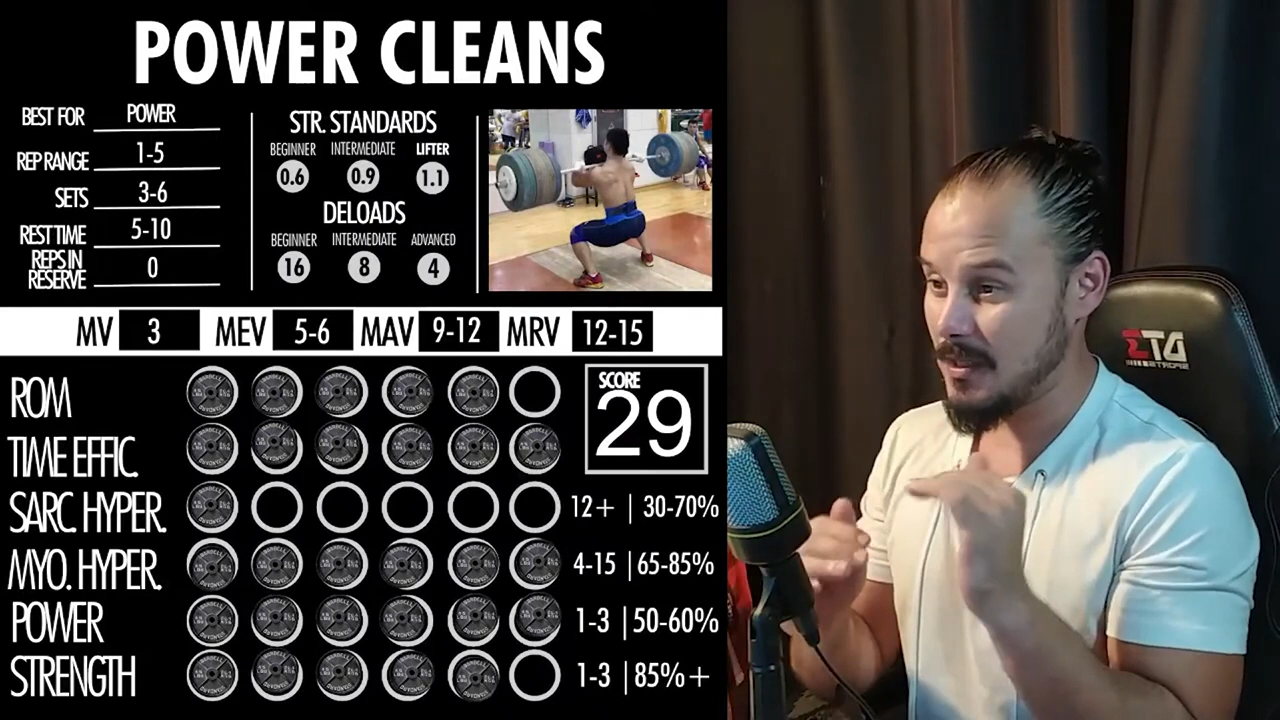 POWER CLEANS
BEST FOR POWER
REP RANGE 1-5
SETS 3-6
REST TIME 5-10
REPS IN
RESERVE 0
STR. STANDARDS
BEGINNER INTERMEDIATE LIFTER
0.6 0.9 1.1
DELOADS
BEGINNER INTERMEDIATE ADVANCED
16 8 4
MV 3 MEV 5-6 MAV 9-12 MRV 12-15
ROM
SCORE
29
TIME EFFIC.
SARC. HYPER. 12+ | 30-70%
MYO. HYPER. 4-15 | 65-85%
POWER 1-3 | 50-60%
STRENGTH 1-3 | 85%+